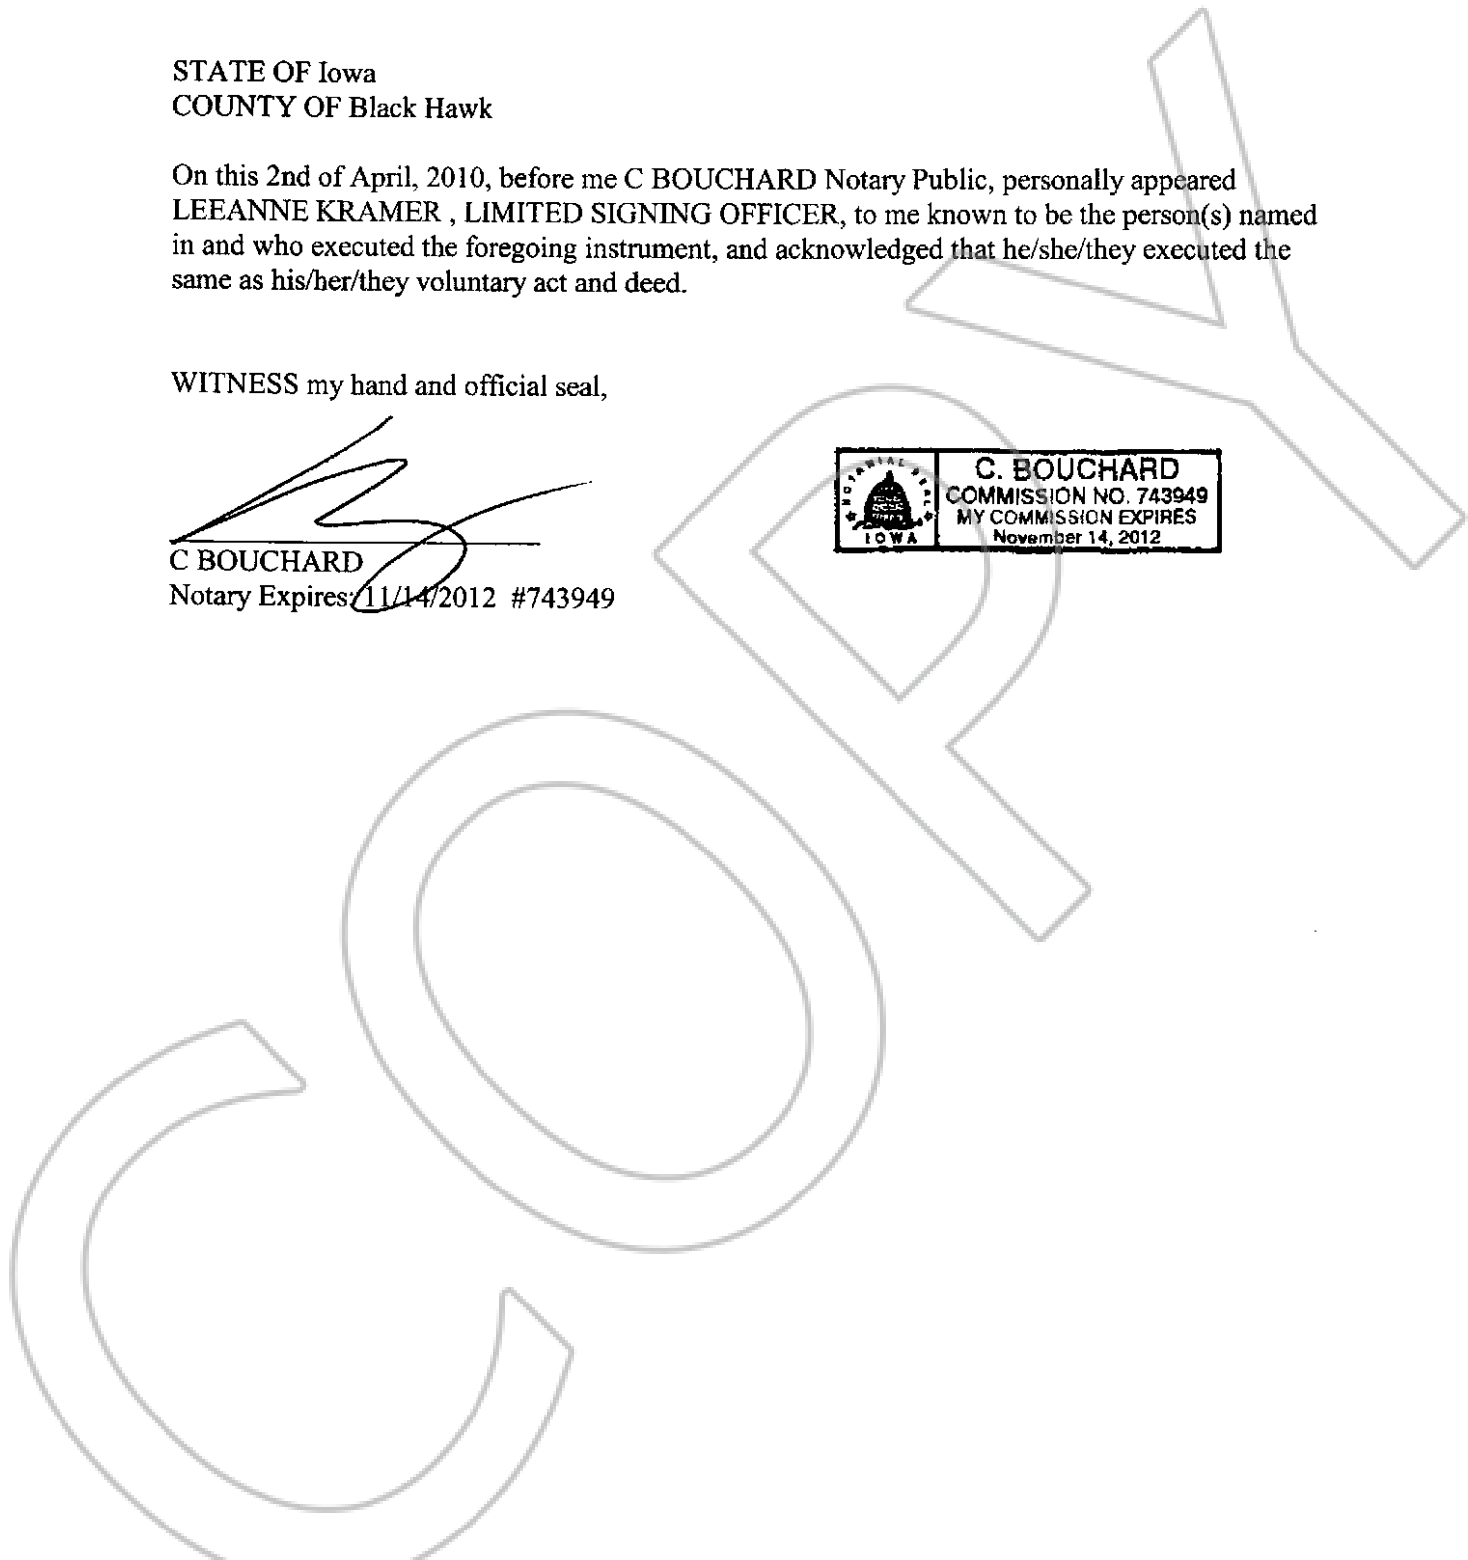 STATE OF Iowa
COUNTY OF Black Hawk
On this 2nd of April, 2010, before me C BOUCHARD Notary Public, personally appeared
LEEANNE KRAMER , LIMITED SIGNING OFFICER, to me known to be the person(s) named
in and who executed the foregoing instrument, and acknowledged that he/she/they executed the
same as his/her/they voluntary act and deed.
WITNESS my hand and official seal,
C BOUCHARD
Notary Expires: 11/14/2012 #743949
NOTARIAL SEAL
IOWA
C. BOUCHARD
COMMISSION NO. 743949
MY COMMISSION EXPIRES
November 14, 2012
COPY